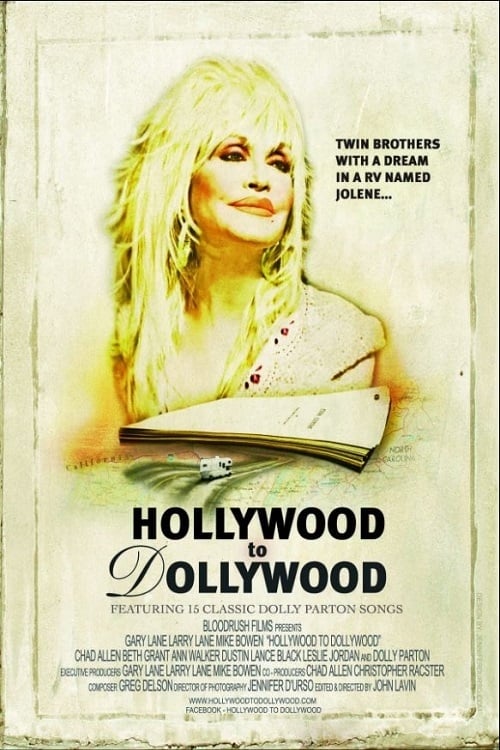 TWIN BROTHERS
WITH A DREAM
IN A RV NAMED
JOLENE...
California
NORTH
CAROLINA
HOLLYWOOD
to
DOLLYWOOD
FEATURING 15 CLASSIC DOLLY PARTON SONGS
BLOODRUSH FILMS PRESENTS
GARY LANE LARRY LANE MIKE BOWEN "HOLLYWOOD TO DOLLYWOOD"
CHAD ALLEN BETH GRANT ANN WALKER DUSTIN LANCE BLACK LESLIE JORDAN AND DOLLY PARTON
EXECUTIVE PRODUCERS GARY LANE LARRY LANE MIKE BOWEN CO-PRODUCERS CHAD ALLEN CHRISTOPHER RACSTER
COMPOSER GREG DELSON DIRECTOR OF PHOTOGRAPHY JENNIFER D'URSO EDITED & DIRECTED BY JOHN LAVIN
WWW.HOLLYWOODTODOLLYWOOD.COM
FACEBOOK - HOLLYWOOD TO DOLLYWOOD